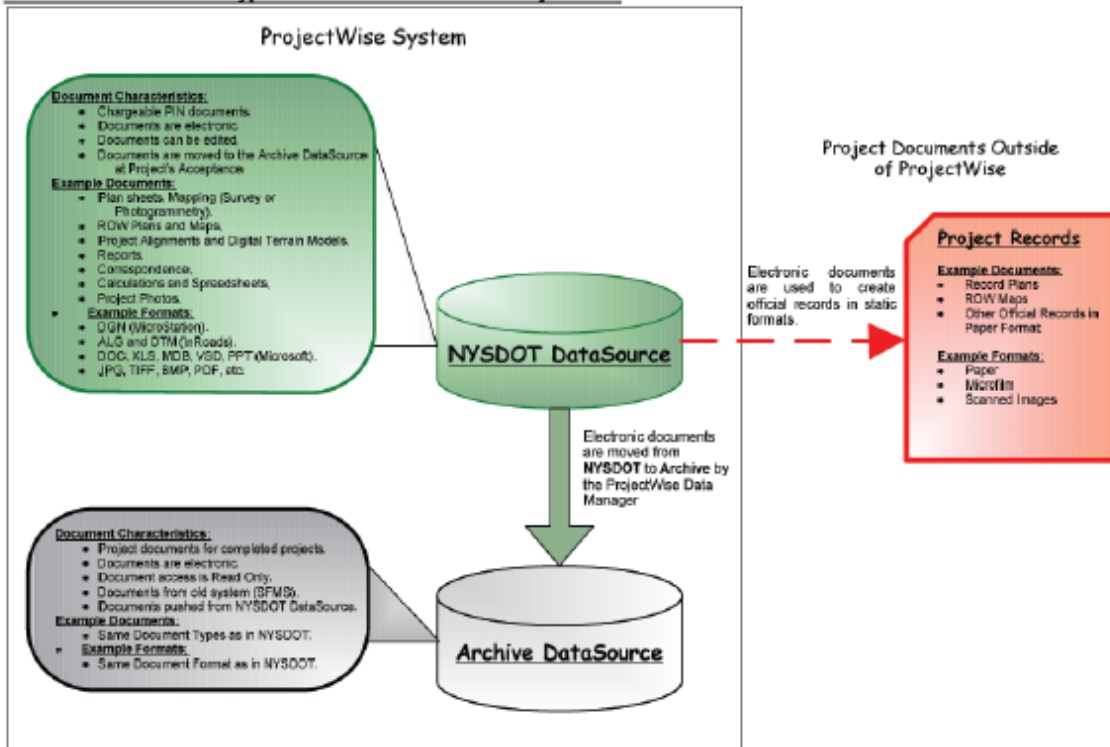 ProjectWise System
Document Characteristics:
• Chargeable PIN documents.
• Documents are electronic
• Documents can be edited.
• Documents are moved to the Archive DataSource
at Project's Acceptance
Example Documents:
• Plan sheets, Mapping (Survey or
Photogrammetry).
• ROW Plans and Maps,
• Project Alignments and Digital Terrain Models.
• Reports.
• Correspondence,
• Calculations and Spreadsheets,
• Project Photos.
• Example Formats:
• DGN (MicroStation).
• ALG and DTM (InRoads).
• DOC, XLS, MDB, VSD, PPT (Microsoft).
• JPG, TIFF, BMP, PDF, etc.
NYSDOT DataSource
Electronic documents
are moved from
NYSDOT to Archive by
the ProjectWise Data
Manager
Document Characteristics:
• Project documents for completed projects.
• Documents are electronic
• Document access is Read Only.
• Documents from old system (SFMS).
• Documents pushed from NYSDOT DataSource.
Example Documents:
• Same Document Types as in NYSDOT.
• Example Formats:
• Same Document Format as in NYSDOT.
Archive DataSource
Project Documents Outside
of ProjectWise
Electronic documents
are used to create
official records in static
formats.
Project Records
Example Documents:
• Record Plans
• ROW Maps
• Other Official Records in
Paper Format
Example Formats:
• Paper
• Microfilm
• Scanned Images